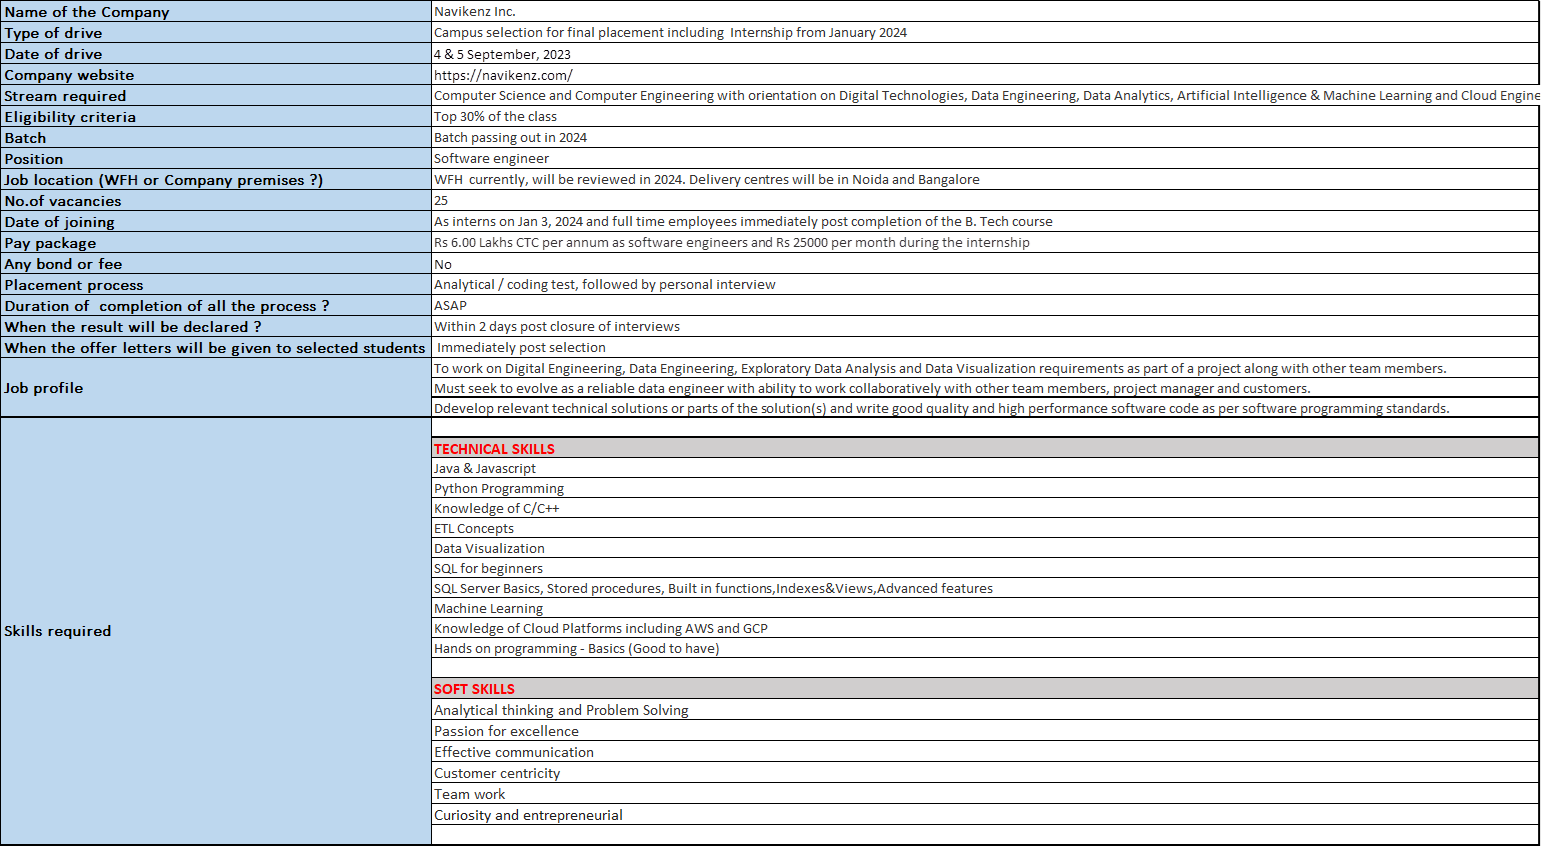 Name of the Company Navikenz Inc.
Type of drive Campus selection for final placement including  Internship from January 2024
Date of drive 4 & 5 September, 2023
Company website https://navikenz.com/
Stream required Computer Science and Computer Engineering with orientation on Digital Technologies, Data Engineering, Data Analytics, Artificial Intelligence & Machine Learning and Cloud Engine
Eligibility criteria Top 30% of the class
Batch Batch passing out in 2024
Position Software engineer
Job location (WFH or Company premises ?) WFH  currently, will be reviewed in 2024. Delivery centres will be in Noida and Bangalore
No.of vacancies 25
Date of joining As interns on Jan 3, 2024 and full time employees immediately post completion of the B. Tech course
Pay package Rs 6.00 Lakhs CTC per annum as software engineers and Rs 25000 per month during the internship
Any bond or fee No
Placement process Analytical / coding test, followed by personal interview
Duration of  completion of all the process ? ASAP
When the result will be declared ? Within 2 days post closure of interviews
When the offer letters will be given to selected students Immediately post selection
Job profile
To work on Digital Engineering, Data Engineering, Exploratory Data Analysis and Data Visualization requirements as part of a project along with other team members.
Must seek to evolve as a reliable data engineer with ability to work collaboratively with other team members, project manager and customers.
Ddevelop relevant technical solutions or parts of the solution(s) and write good quality and high performance software code as per software programming standards.
Skills required
TECHNICAL SKILLS
Java & Javascript
Python Programming
Knowledge of C/C++
ETL Concepts
Data Visualization
SQL for beginners
SQL Server Basics, Stored procedures, Built in functions,Indexes&Views,Advanced features
Machine Learning
Knowledge of Cloud Platforms including AWS and GCP
Hands on programming - Basics (Good to have)
SOFT SKILLS
Analytical thinking and Problem Solving
Passion for excellence
Effective communication
Customer centricity
Team work
Curiosity and entrepreneurial